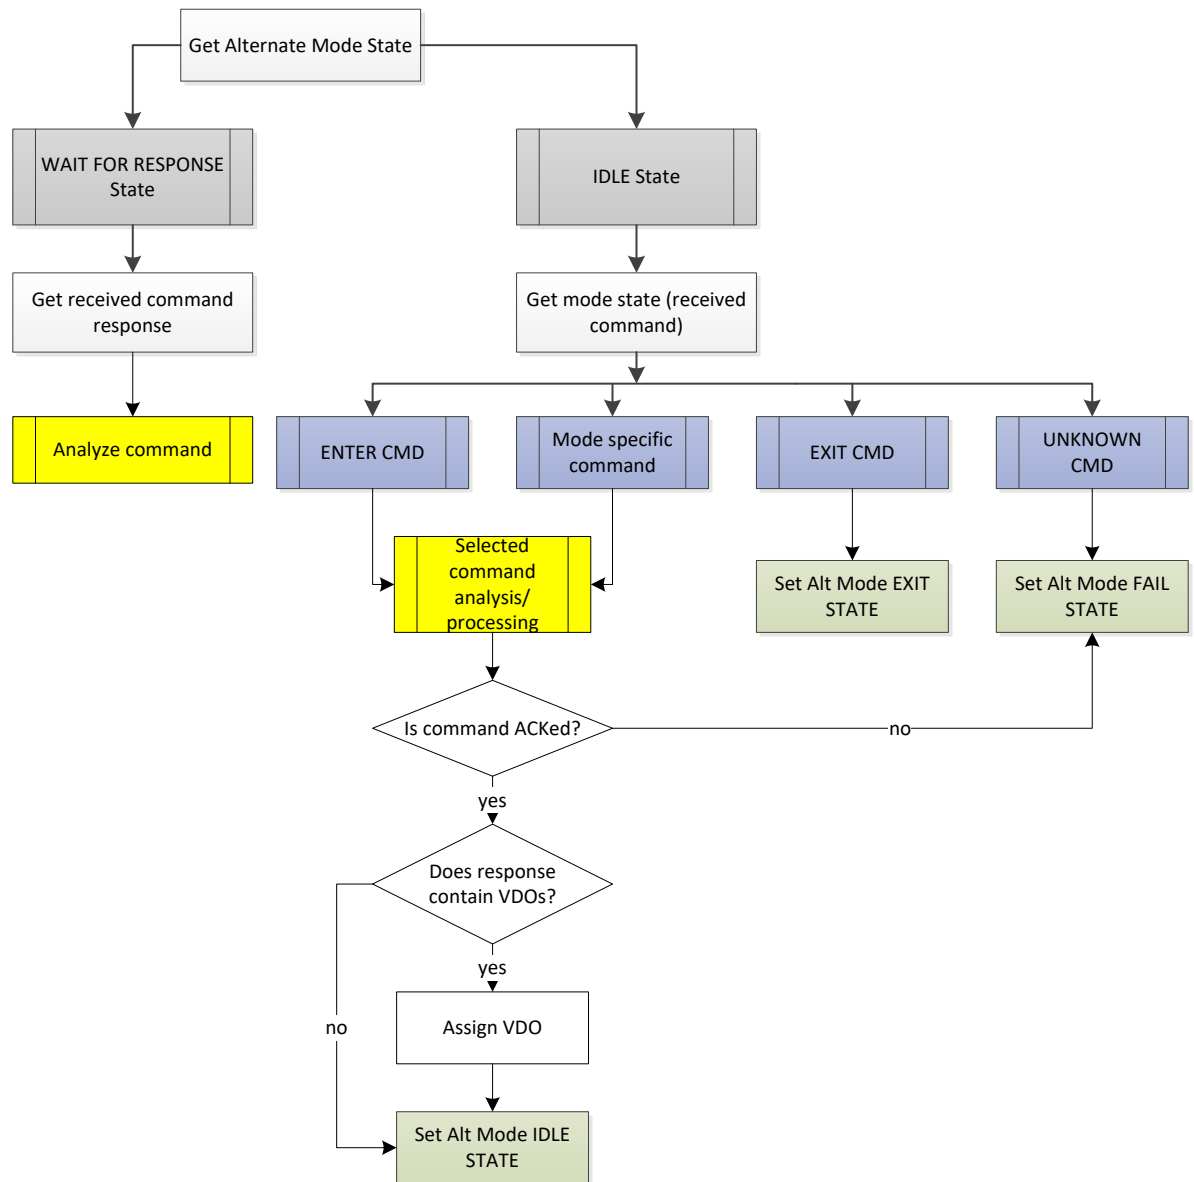 Get Alternate Mode State
WAIT FOR RESPONSE
State
IDLE State
Get received command
response
Get mode state (received
command)
Analyze command
ENTER CMD
Mode specific
command
EXIT CMD
UNKNOWN
CMD
Selected
command
analysis/
processing
Set Alt Mode EXIT
STATE
Set Alt Mode FAIL
STATE
Is command ACKed?
no
yes
Does response
contain VDOs?
yes
no
Assign VDO
Set Alt Mode IDLE
STATE